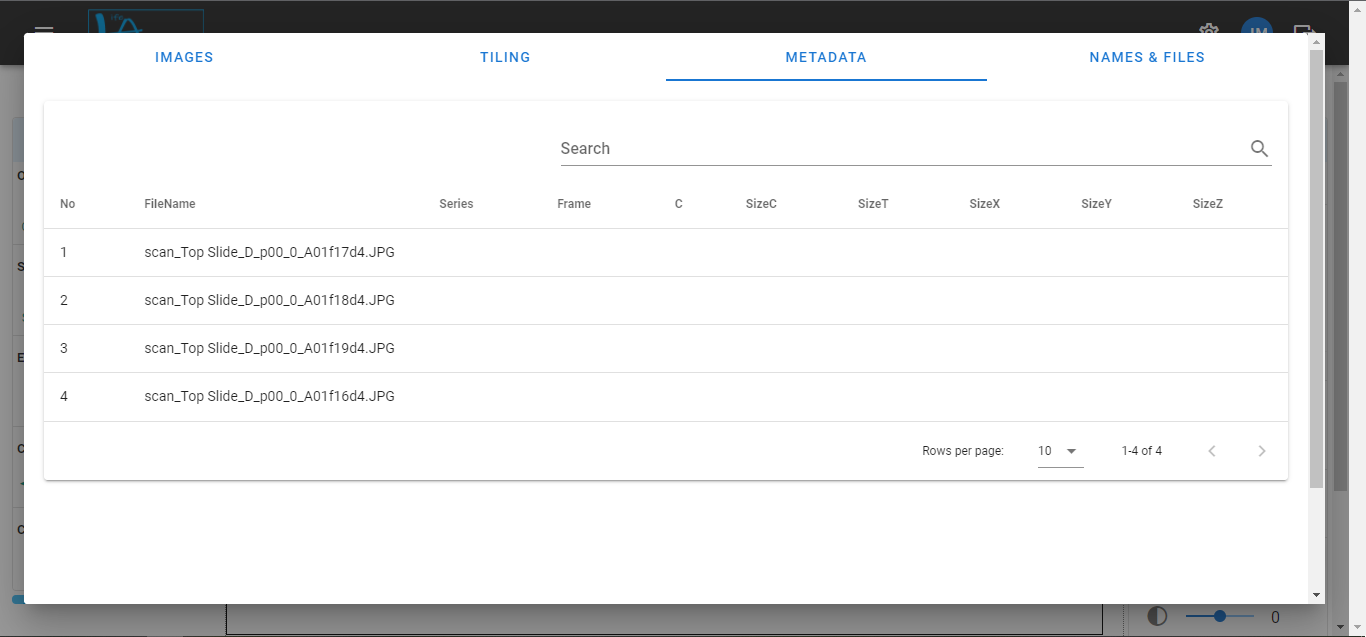 IMAGES TILING METADATA NAMES & FILES
Search
No FileName Series Frame C SizeC SizeT SizeX SizeY SizeZ
1 scan_Top Slide_D_p00_0_A01f17d4.JPG
2 scan_Top Slide_D_p00_0_A01f18d4.JPG
3 scan_Top Slide_D_p00_0_A01f19d4.JPG
4 scan_Top Slide_D_p00_0_A01f16d4.JPG
Rows per page: 10 1-4 of 4
0